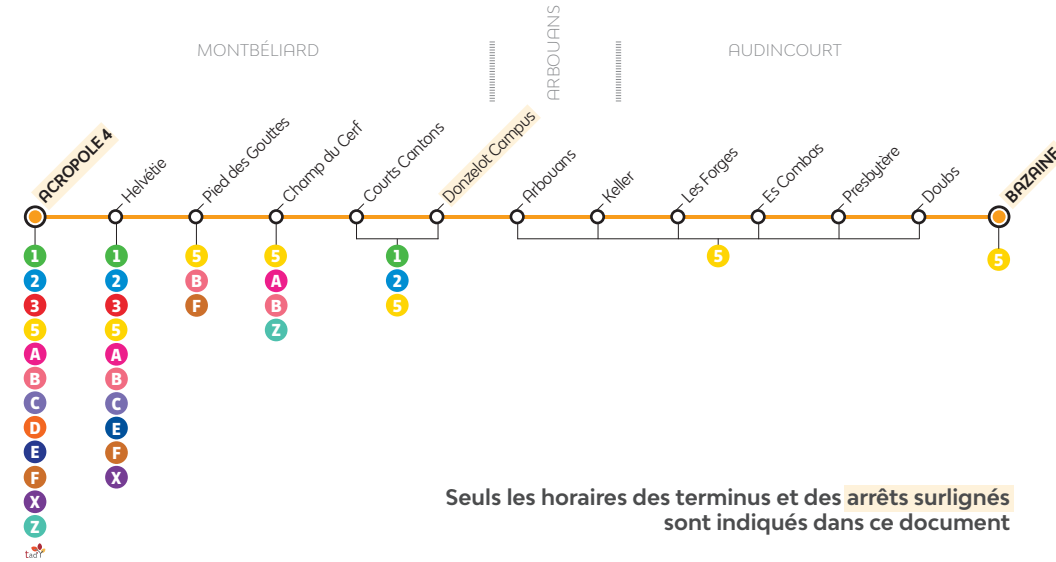 MONTBÉLIARD
ARBOUANS
AUDINCOURT
ACROPOLE 4
Helvétie
Pied des Gouttes
Champ du Cerf
Courts Cantons
Donzelot Campus
Arbouans
Keller
Les Forges
Es Combas
Presbytère
Doubs
BAZAINE
1
2
3
5
A
B
C
D
E
F
X
Z
tad
1
2
3
5
A
B
C
E
F
X
5
B
F
5
A
B
Z
1
2
5
5
5
Seuls les horaires des terminus et des arrêts surlignés
sont indiqués dans ce document